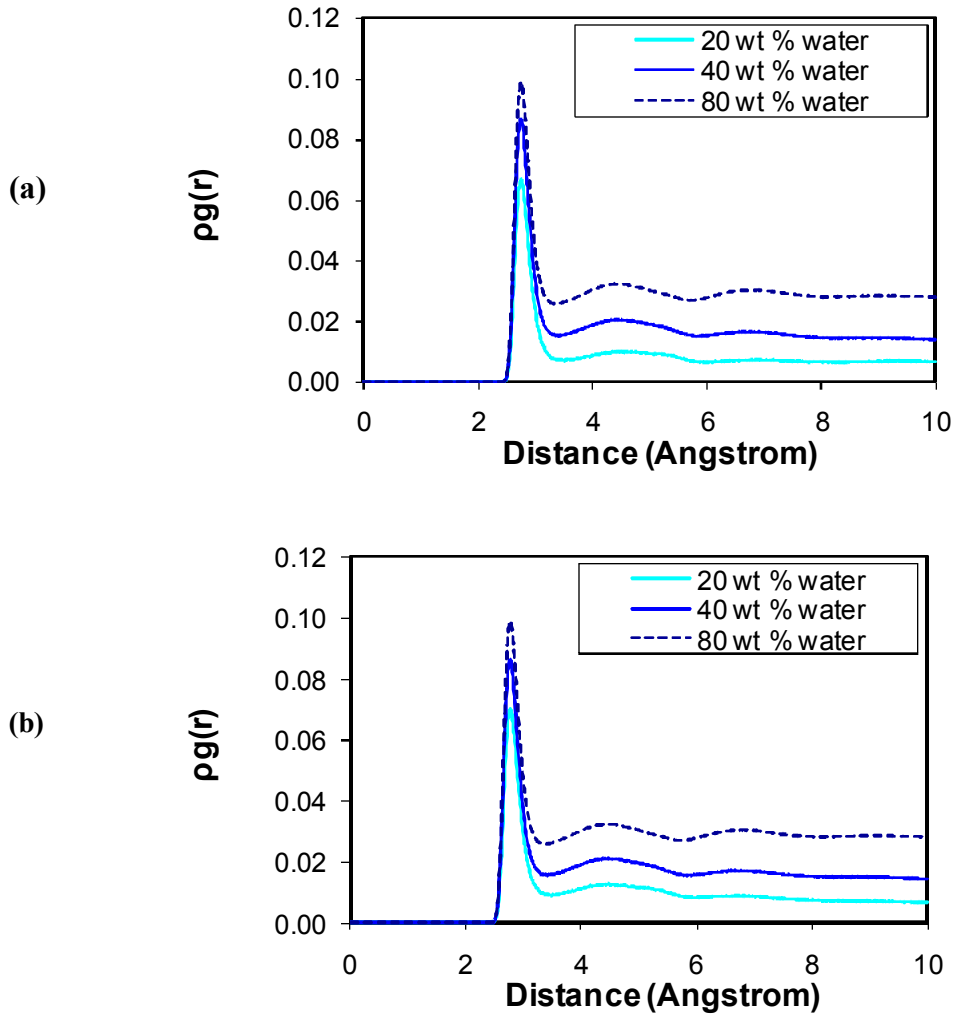 (a)
ρg(r)
0.12
0.10
0.08
0.06
0.04
0.02
0.00
20 wt % water
40 wt % water
80 wt % water
0 2 4 6 8 10
Distance (Angstrom)
(b)
ρg(r)
0.12
0.10
0.08
0.06
0.04
0.02
0.00
20 wt % water
40 wt % water
80 wt % water
0 2 4 6 8 10
Distance (Angstrom)